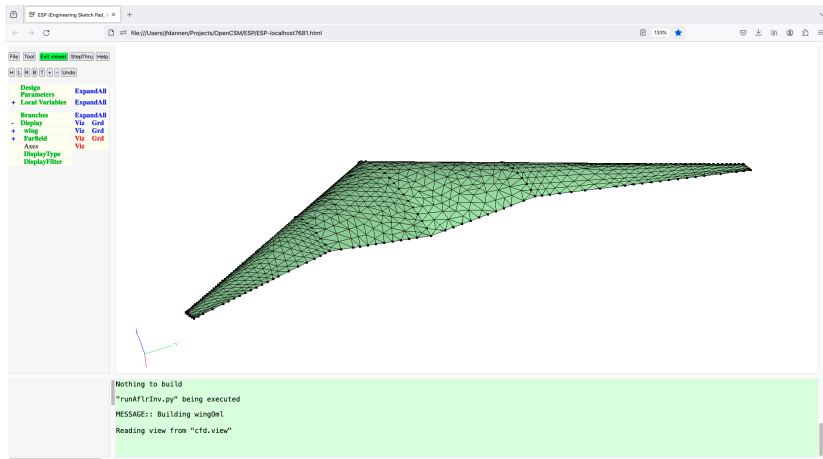 ESP (Engineering Sketch Pad, V
file:///Users/jfdannen/Projects/OpenCSM/ESP/ESP-localhost7681.html
133%
File Tool Exit viewer StepThru Help
H L R B T + - Undo
Design Parameters ExpandAll
+ Local Variables ExpandAll
Branches ExpandAll
- Display Viz Grd
+ wing Viz Grd
+ Farfield Viz Grd
Axes Viz
DisplayType
DisplayFilter
Nothing to build
"runAflrInv.py" being executed
MESSAGE:: Building wingOml
Reading view from "cfd.view"